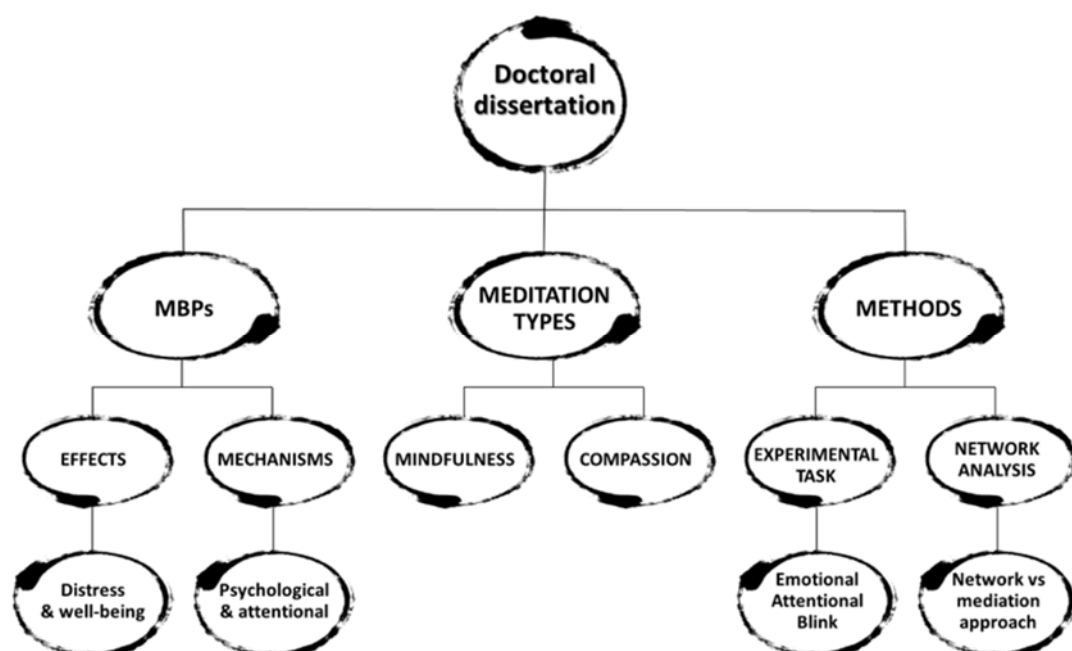 Doctoral
dissertation
MBPs
MEDITATION
TYPES
METHODS
EFFECTS
MECHANISMS
MINDFULNESS
COMPASSION
EXPERIMENTAL
TASK
NETWORK
ANALYSIS
Distress
& well-being
Psychological
& attentional
Emotional
Attentional
Blink
Network vs
mediation
approach